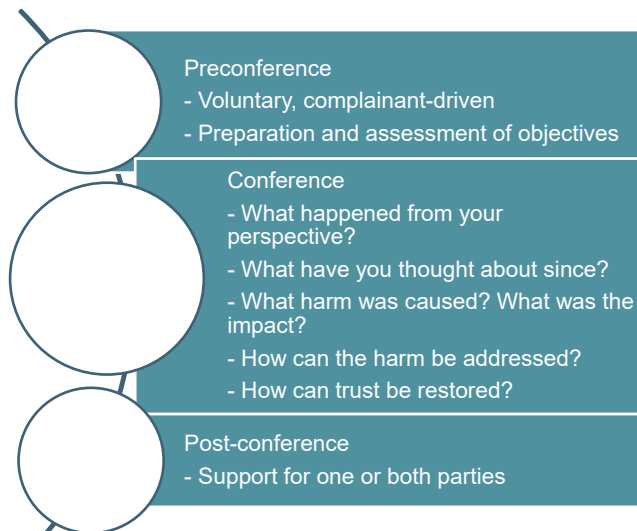 Preconference
- Voluntary, complainant-driven
- Preparation and assessment of objectives
Conference
- What happened from your
perspective?
- What have you thought about since?
- What harm was caused? What was the
impact?
- How can the harm be addressed?
- How can trust be restored?
Post-conference
- Support for one or both parties